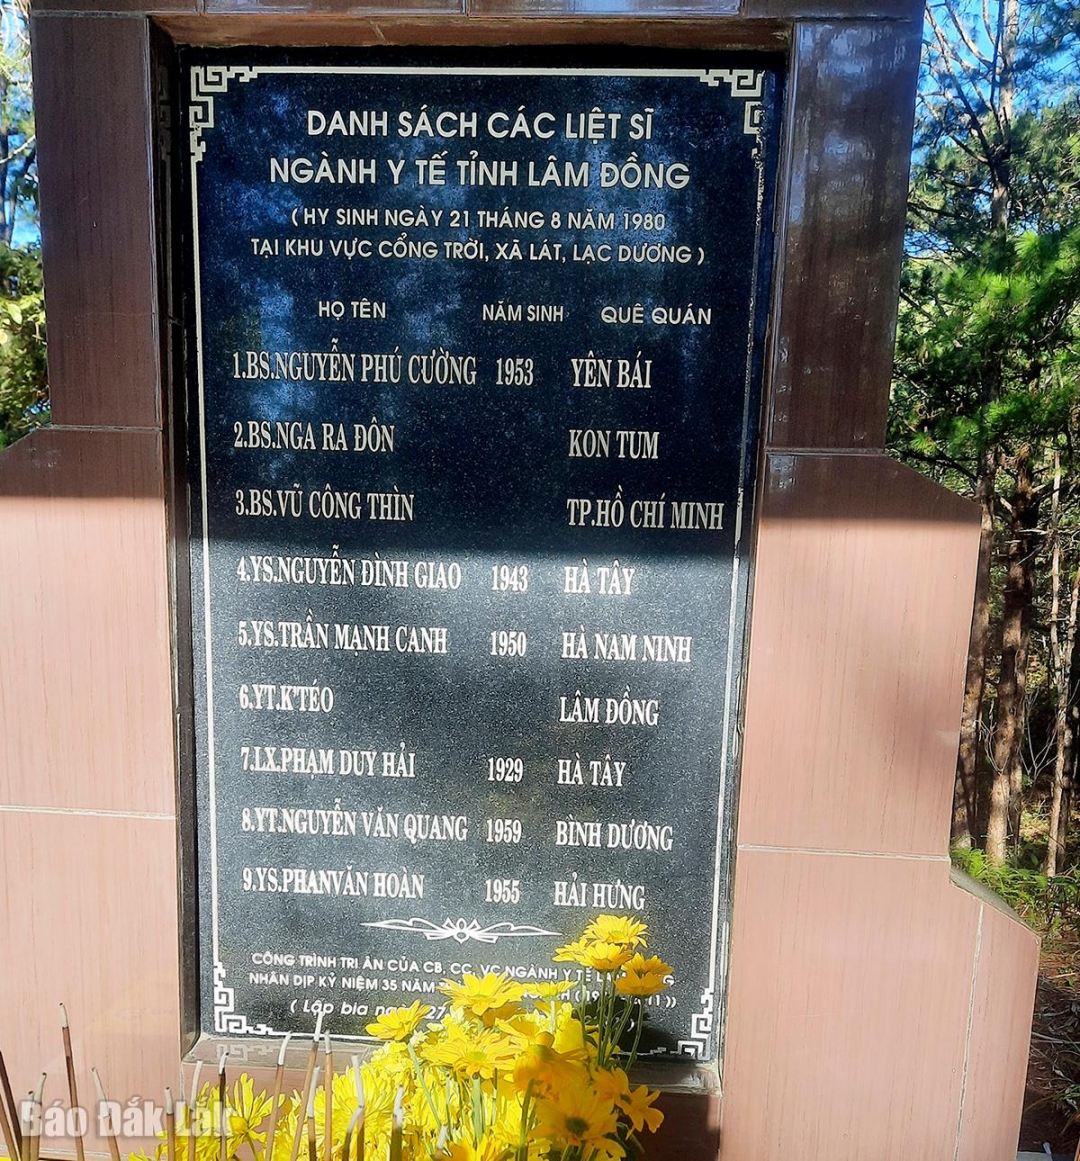 DANH SÁCH CÁC LIỆT SĨ
NGÀNH Y TẾ TỈNH LÂM ĐỒNG
( HY SINH NGÀY 21 THÁNG 8 NĂM 1980
TẠI KHU VỰC CỔNG TRỜI, XÃ LÁT, LẠC DƯƠNG )
HỌ TÊN NĂM SINH QUÊ QUÁN
1.BS.NGUYỄN PHÚ CƯỜNG 1953 YÊN BÁI
2.BS.NGA RA ĐÔN KON TUM
3.BS.VŨ CÔNG THÌN TP.HỒ CHÍ MINH
4.YS.NGUYỄN ĐÌNH GIAO 1943 HÀ TÂY
5.YS.TRẦN MẠNH CANH 1950 HÀ NAM NINH
6.YT.K'TÉO LÂM ĐỒNG
7.LX.PHẠM DUY HẢI 1929 HÀ TÂY
8.YT.NGUYỄN VĂN QUANG 1959 BÌNH DƯƠNG
9.YS.PHANVĂN HOÀN 1955 HẢI HƯNG
CÔNG TRÌNH TRI ÂN CỦA CB, CC, VC NGÀNH Y TẾ
NHÂN DỊP KỶ NIỆM 35 NĂM
( Lập bia ngày
Báo Đắk Lắk